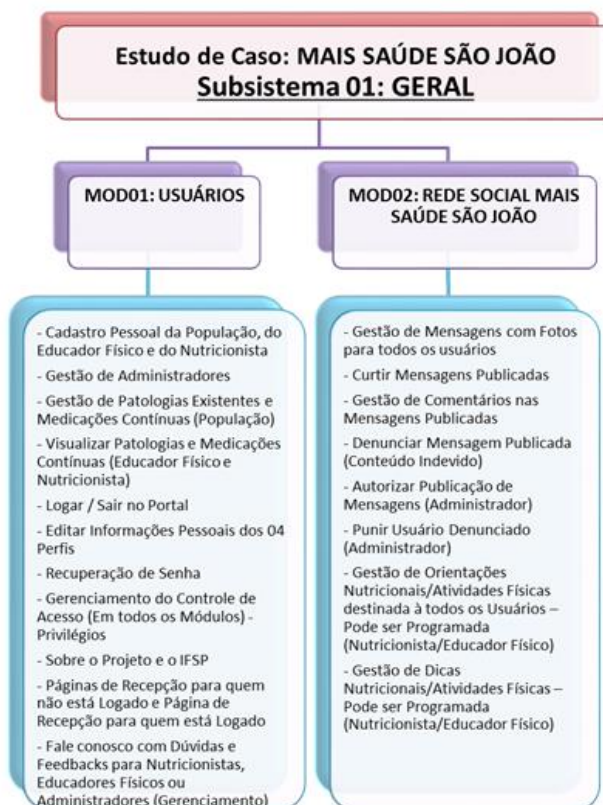 Estudo de Caso: MAIS SAÚDE SÃO JOÃO
Subsistema 01: GERAL
MOD01: USUÁRIOS
- Cadastro Pessoal da População, do
Educador Físico e do Nutricionista
- Gestão de Administradores
- Gestão de Patologias Existentes e
Medicações Contínuas (População)
- Visualizar Patologias e Medicações
Contínuas (Educador Físico e
Nutricionista)
- Logar / Sair no Portal
- Editar Informações Pessoais dos 04
Perfis
- Recuperação de Senha
- Gerenciamento do Controle de
Acesso (Em todos os Módulos) -
Privilégios
- Sobre o Projeto e o IFSP
- Páginas de Recepção para quem
não está Logado e Página de
Recepção para quem está Logado
- Fale conosco com Dúvidas e
Feedbacks para Nutricionistas,
Educadores Físicos ou
Administradores (Gerenciamento)
MOD02: REDE SOCIAL MAIS
SAÚDE SÃO JOÃO
- Gestão de Mensagens com Fotos
para todos os usuários
- Curtir Mensagens Publicadas
- Gestão de Comentários nas
Mensagens Publicadas
- Denunciar Mensagem Publicada
(Conteúdo Indevido)
- Autorizar Publicação de
Mensagens (Administrador)
- Punir Usuário Denunciado
(Administrador)
- Gestão de Orientações
Nutricionais/Atividades Físicas
destinada à todos os Usuários –
Pode ser Programada
(Nutricionista/Educador Físico)
- Gestão de Dicas
Nutricionais/Atividades Físicas –
Pode ser Programada
(Nutricionista/Educador Físico)